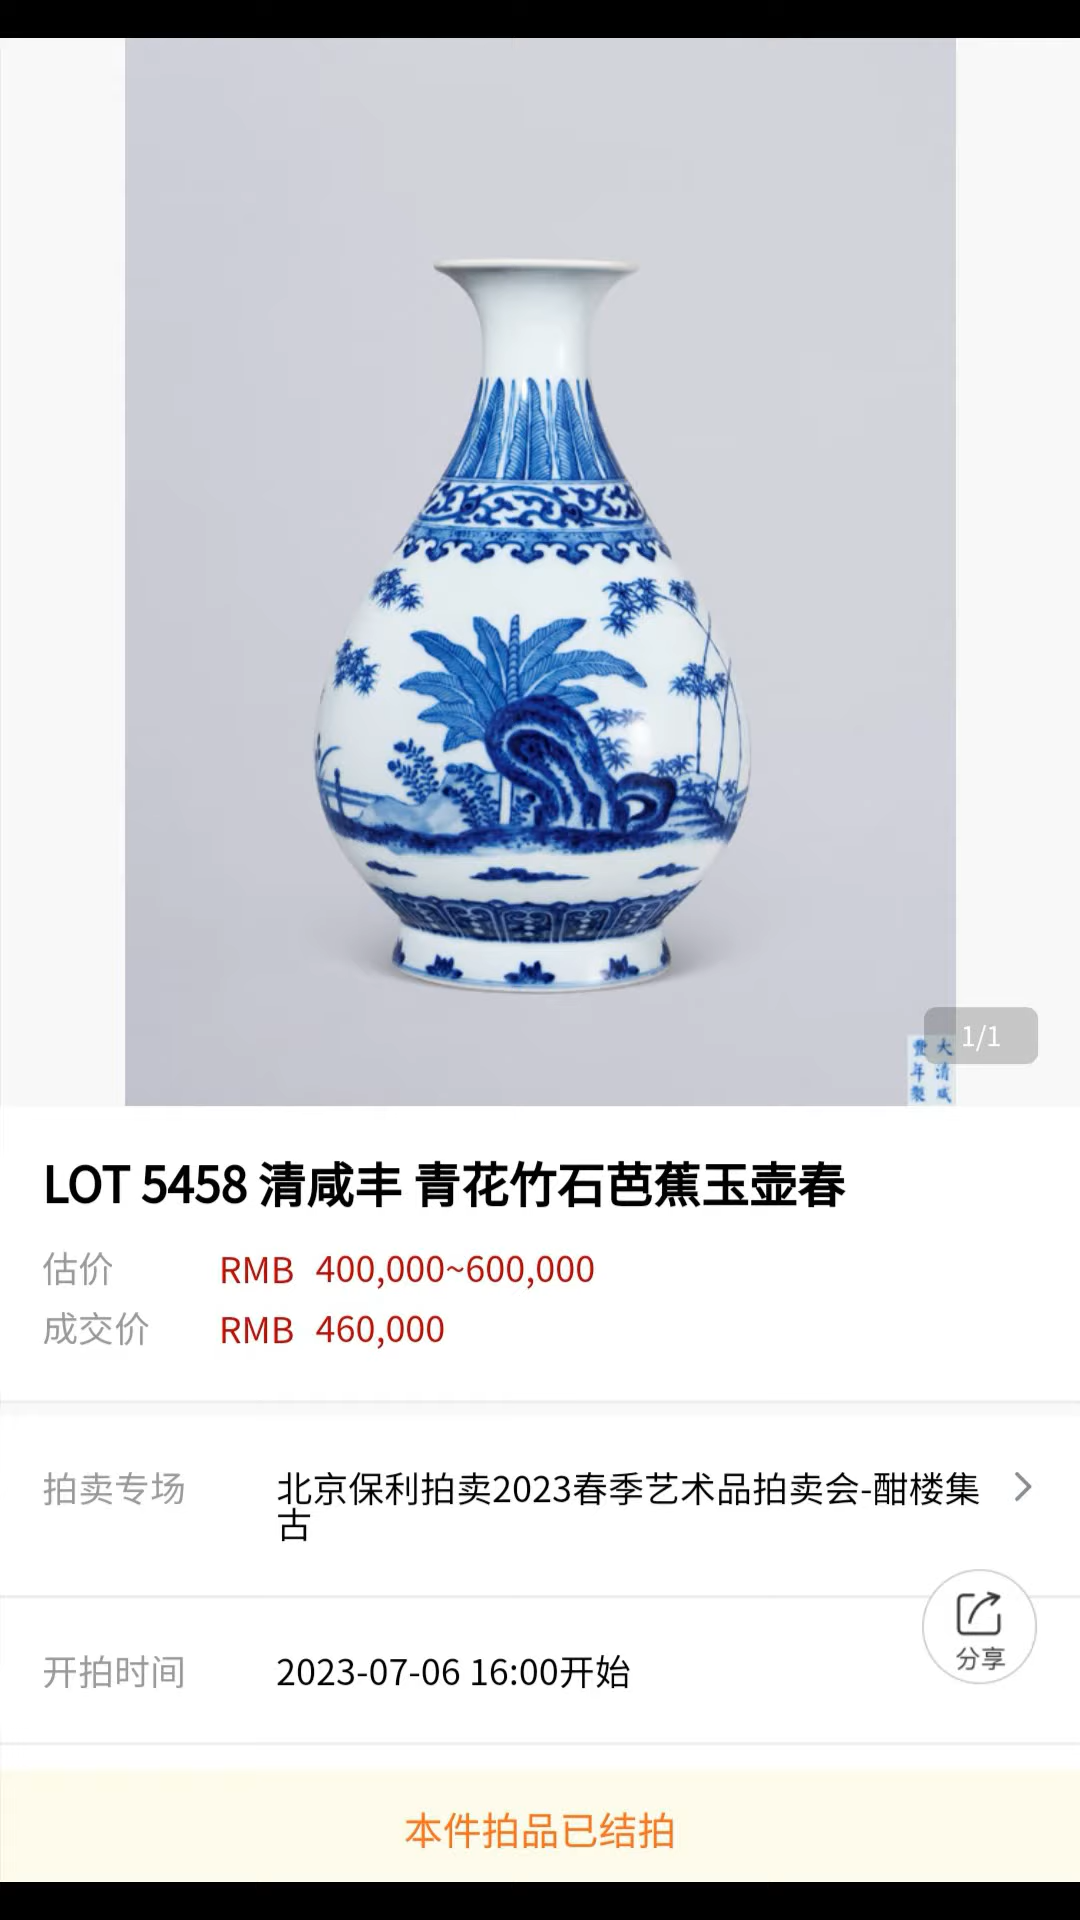 1/1
大清咸
豐年製
LOT 5458 清咸丰 青花竹石芭蕉玉壶春
估价 RMB 400,000~600,000
成交价 RMB 460,000
拍卖专场 北京保利拍卖2023春季艺术品拍卖会-酣楼集
古
分享
开拍时间 2023-07-06 16:00开始
本件拍品已结拍